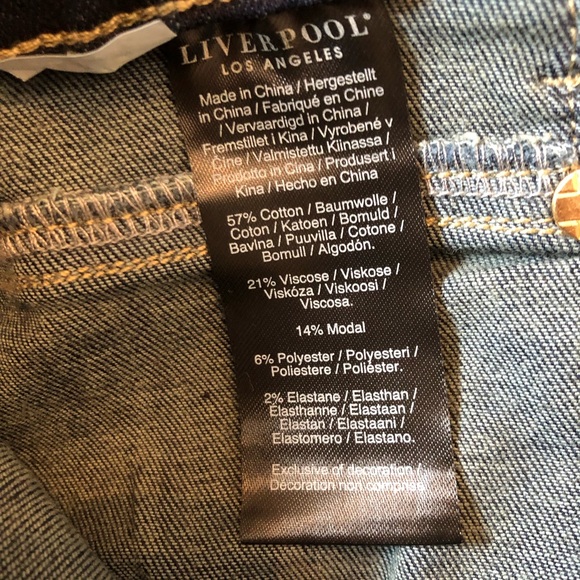 LIVERPOOL®
LOS ANGELES
Made in China / Hergestellt
in China / Fabriqué en Chine
/ Vervaardigd in China /
Fremstillet i Kina / Vyrobené v
Cíne / Valmistettu Kiinassa /
Prodotto in Cina / Produsert i
Kina / Hecho en China
57% Cotton / Baumwolle /
Coton / Katoen / Bomuld /
Bavlna / Puuvilla / Cotone /
Bomull / Algodón.
21% Viscose / Viskose /
Viskóza / Viskoosi /
Viscosa.
14% Modal
6% Polyester / Polyesteri /
Poliestere / Poliéster.
2% Elastane / Elasthan /
Elasthanne / Elastaan /
Elastan / Elastaani /
Elastomero / Elastano.
Exclusive of decoration /
Décoration non comprise